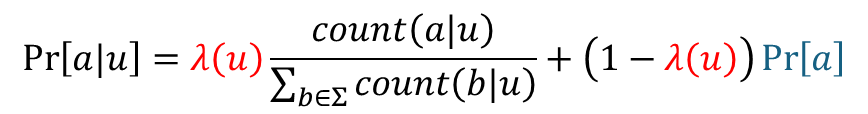 Pr[a|u] = λ(u) count(a|u) / ∑_{b∈Σ} count(b|u) + (1 − λ(u)) Pr[a]